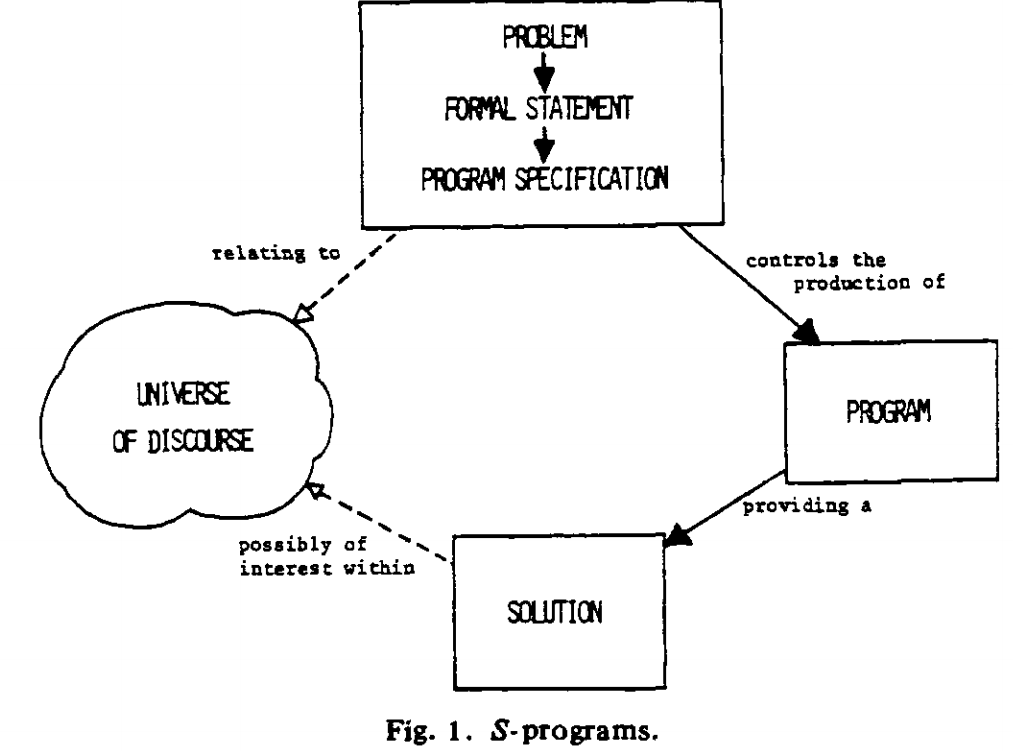 PROBLEM
FORMAL STATEMENT
PROGRAM SPECIFICATION
relating to
controls the
production of
UNIVERSE
OF DISCOURSE
PROGRAM
providing a
possibly of
interest within
SOLUTION
Fig. 1. S-programs.